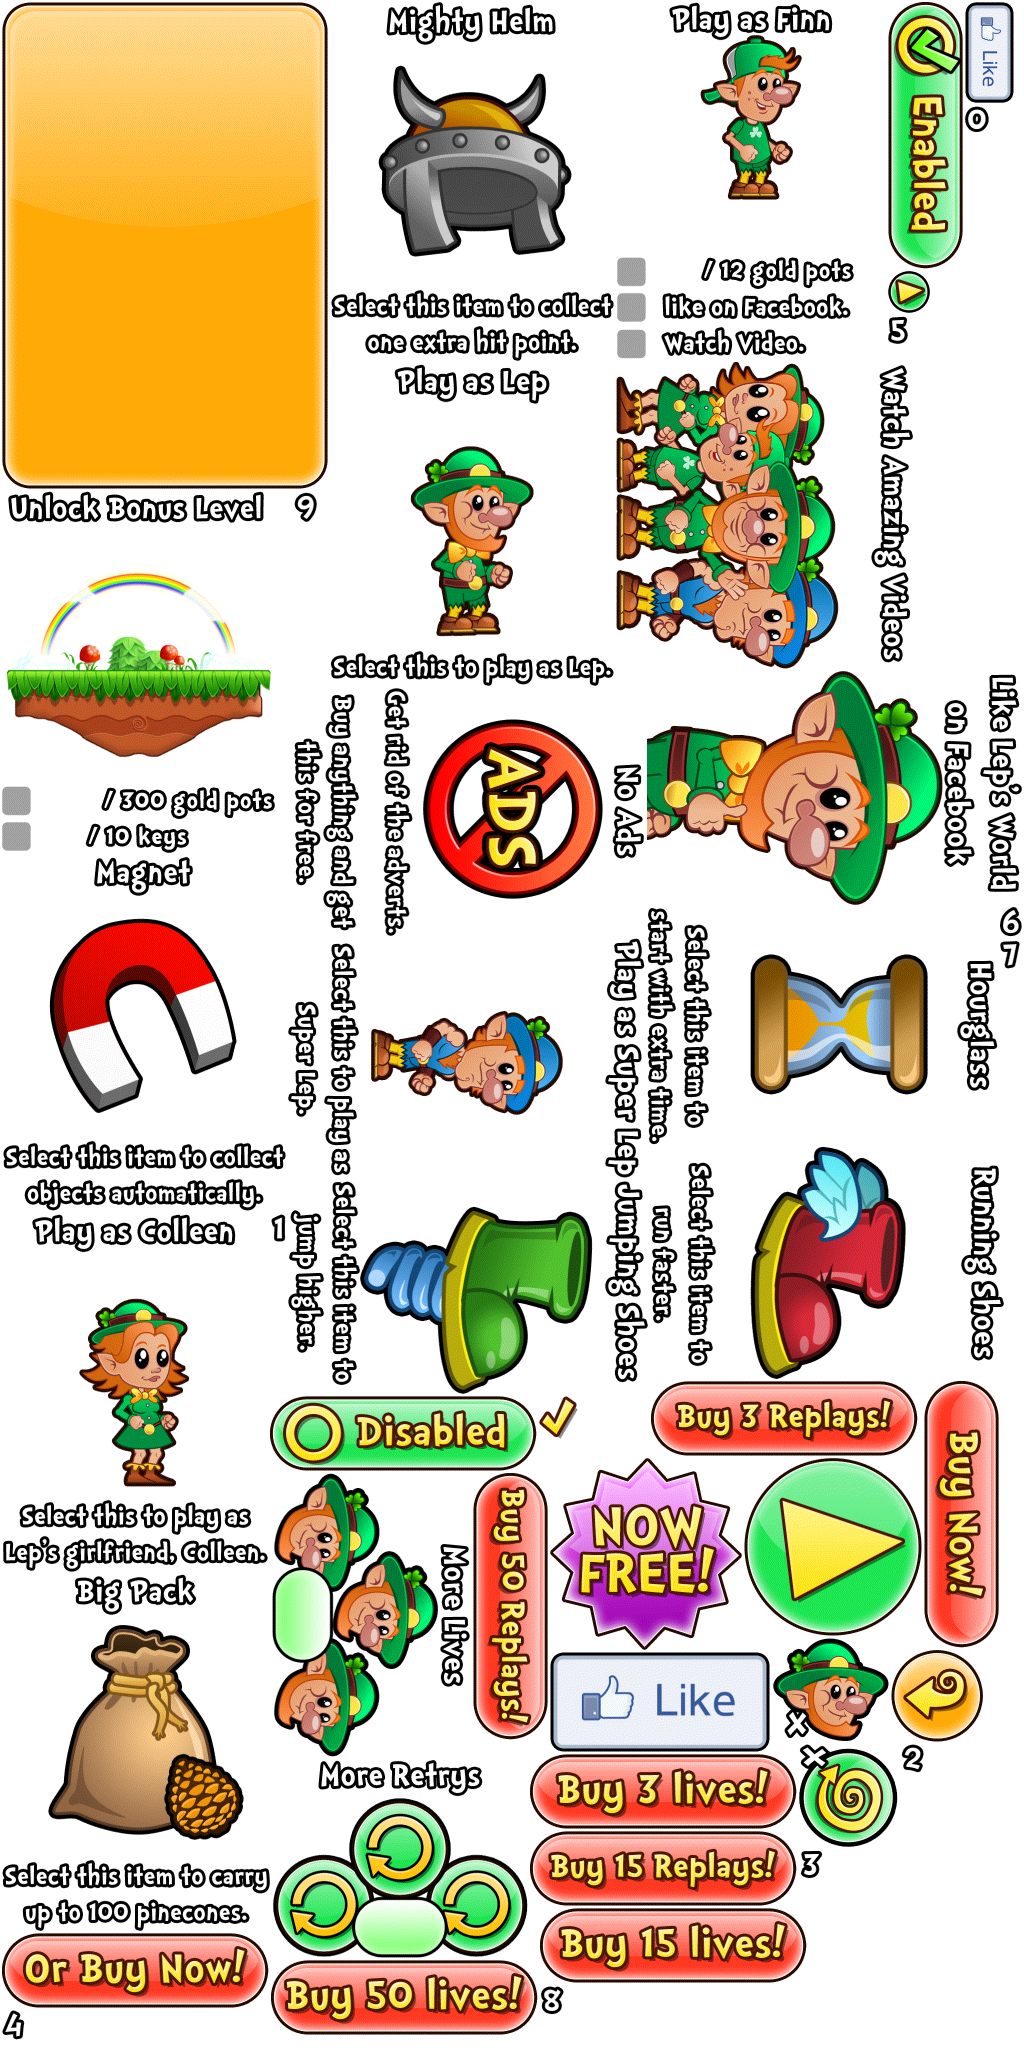 Mighty Helm
Play as Finn
Enabled
Like
0
/ 12 gold pots
like on Facebook.
Watch Video.
5
Select this item to collect
one extra hit point.
Play as Lep
Watch Amazing Videos
Unlock Bonus Level
9
Select this to play as Lep.
Like Lep's World
on Facebook
No Ads
ADS
Get rid of the adverts.
Buy anything and get
this for free.
/ 300 gold pots
/ 10 keys
Magnet
6
7
Hourglass
Select this item to
start with extra time.
Play as Super Lep
Select this to play as
Super Lep.
Select this item to collect
objects automatically.
Play as Colleen
1
Running Shoes
Select this item to
run faster.
Jumping Shoes
Select this item to
jump higher.
Disabled
Buy 3 Replays!
Buy Now!
Select this to play as
Lep's girlfriend, Colleen.
Big Pack
More Lives
Buy 50 Replays!
NOW
FREE!
Like
x
x
2
More Retrys
Buy 3 lives!
Buy 15 Replays!
3
Select this item to carry
up to 100 pinecones.
Or Buy Now!
Buy 15 lives!
Buy 50 lives!
8
4